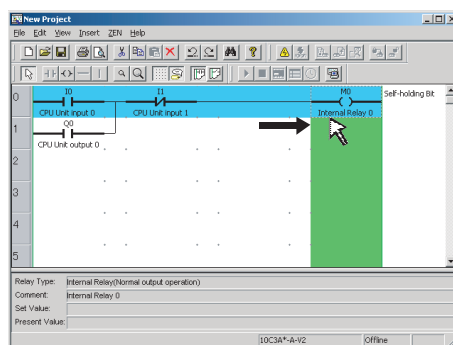 New Project
File Edit View Insert ZEN Help
0 I0 I1 M0 Self-holding Bit
CPU Unit input 0 CPU Unit input 1 Internal Relay 0
1 Q0
CPU Unit output 0
2
3
4
5
Relay Type: Internal Relay(Normal output operation)
Comment: Internal Relay 0
Set Value:
Present Value:
10C3A*-A-V2 Offline